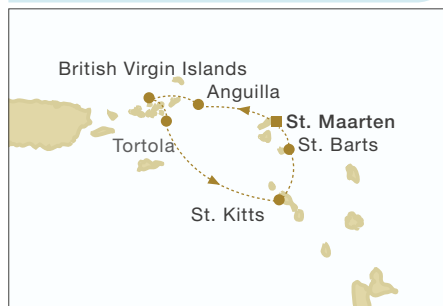 British Virgin Islands
Anguilla
St. Maarten
St. Barts
Tortola
St. Kitts